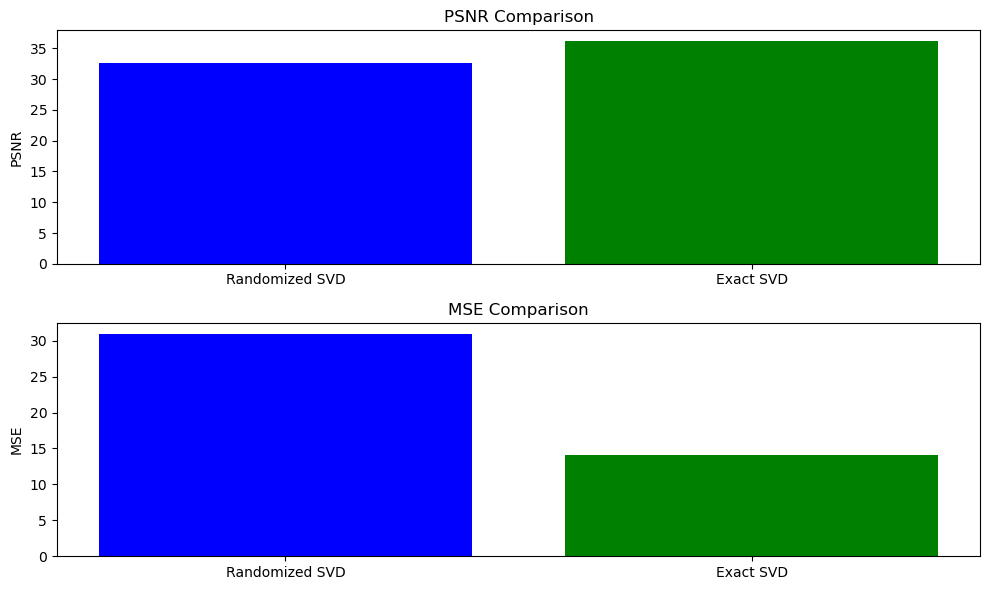 PSNR Comparison
PSNR
35
30
25
20
15
10
5
0
Randomized SVD Exact SVD
MSE Comparison
MSE
30
25
20
15
10
5
0
Randomized SVD Exact SVD